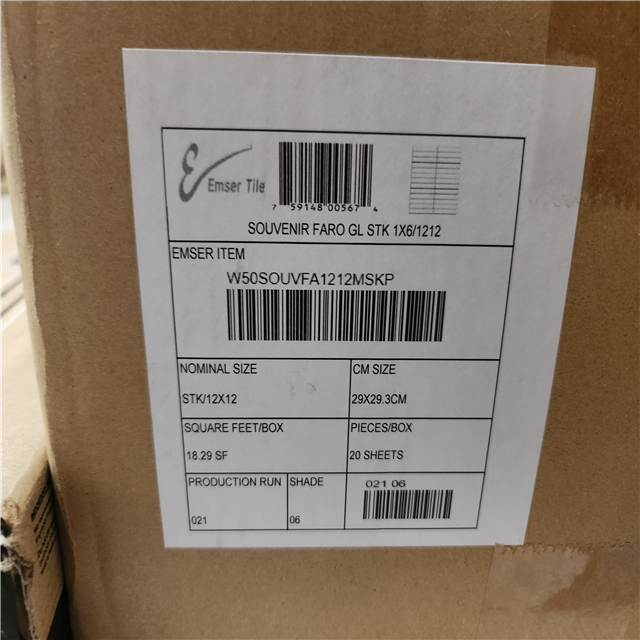 Emser Tile
7 59148 00567 4
SOUVENIR FARO GL STK 1X6/1212
EMSER ITEM
W50SOUVFA1212MSKP
NOMINAL SIZE
CM SIZE
STK/12X12
29X29.3CM
SQUARE FEET/BOX
PIECES/BOX
18.29 SF
20 SHEETS
PRODUCTION RUN
SHADE
021 06
021
06